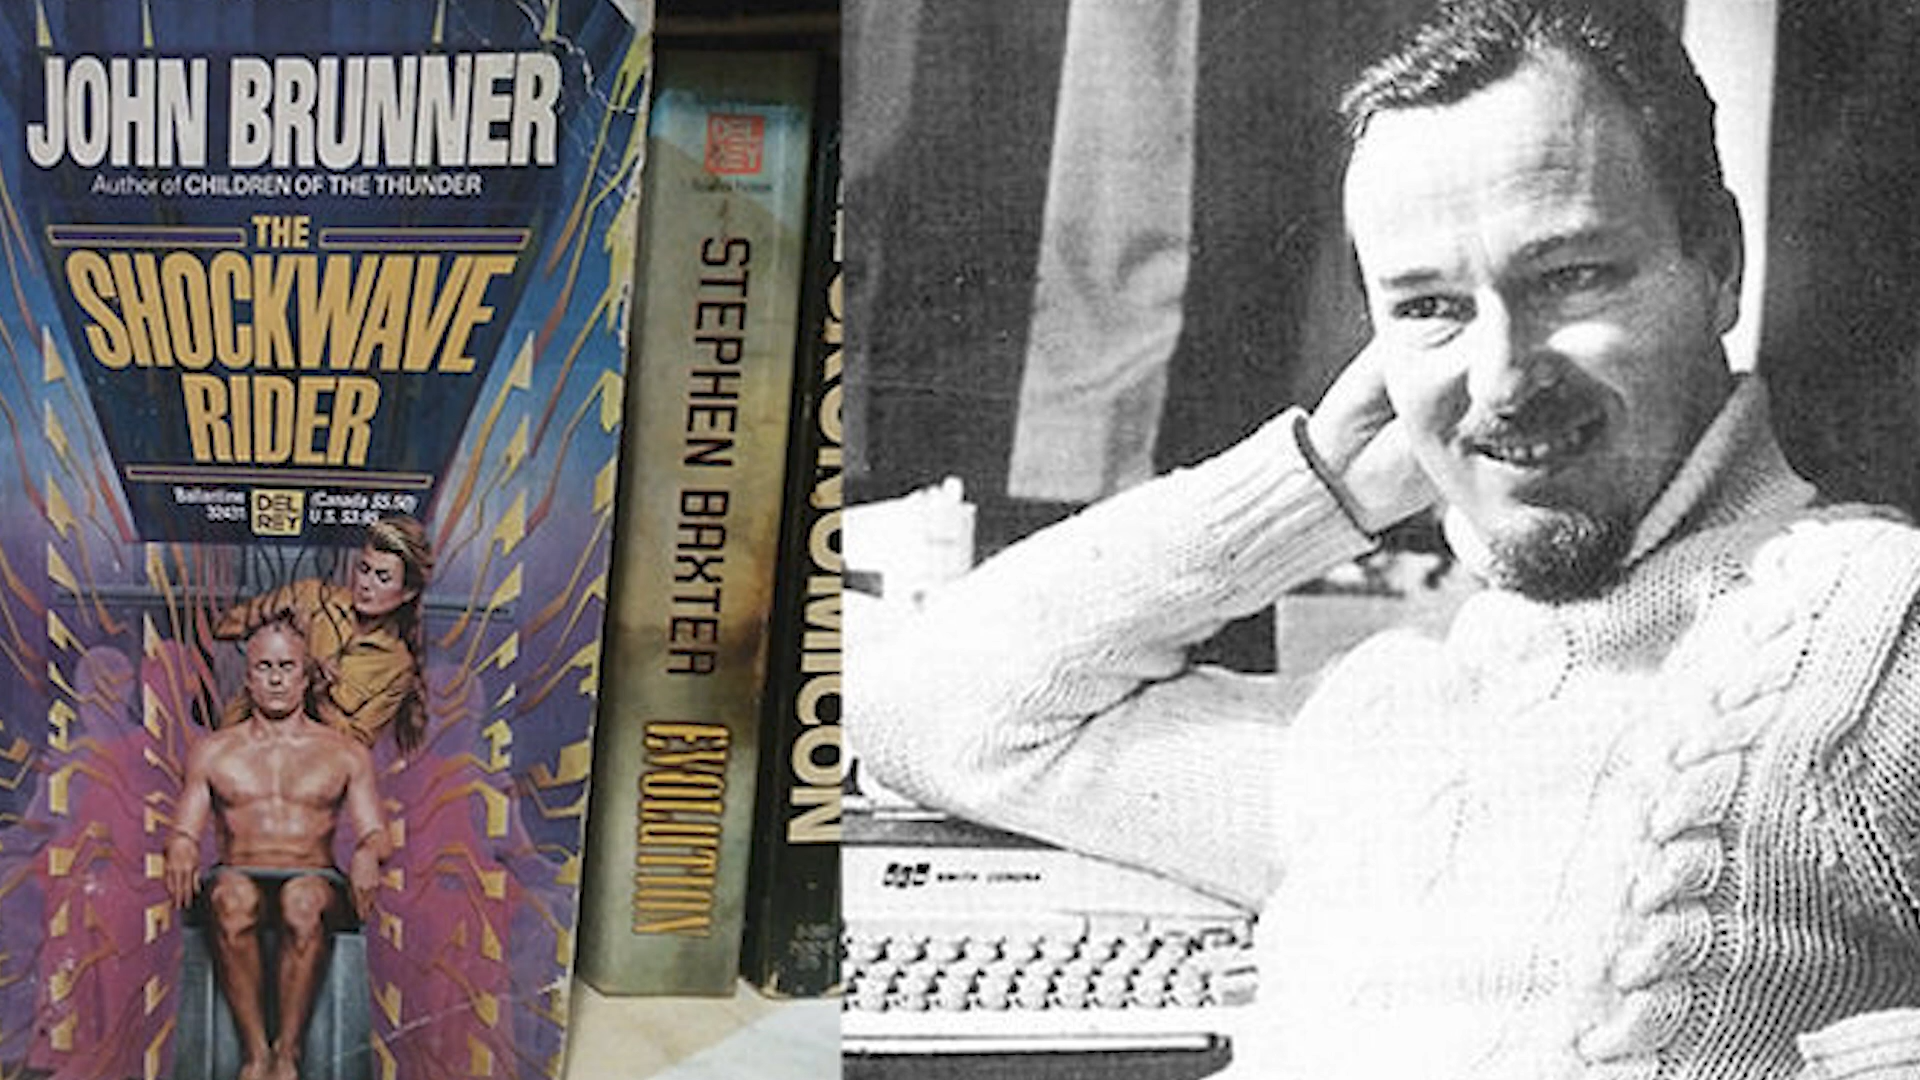 JOHN BRUNNER
Author of CHILDREN OF THE THUNDER
THE
SHOCKWAVE
RIDER
Ballantine
32431
DEL
REY
(Canada $5.50)
U.S. $3.95
DEL
REY
STEPHEN BAXTER
EVOLUTION
SMITH CORONA